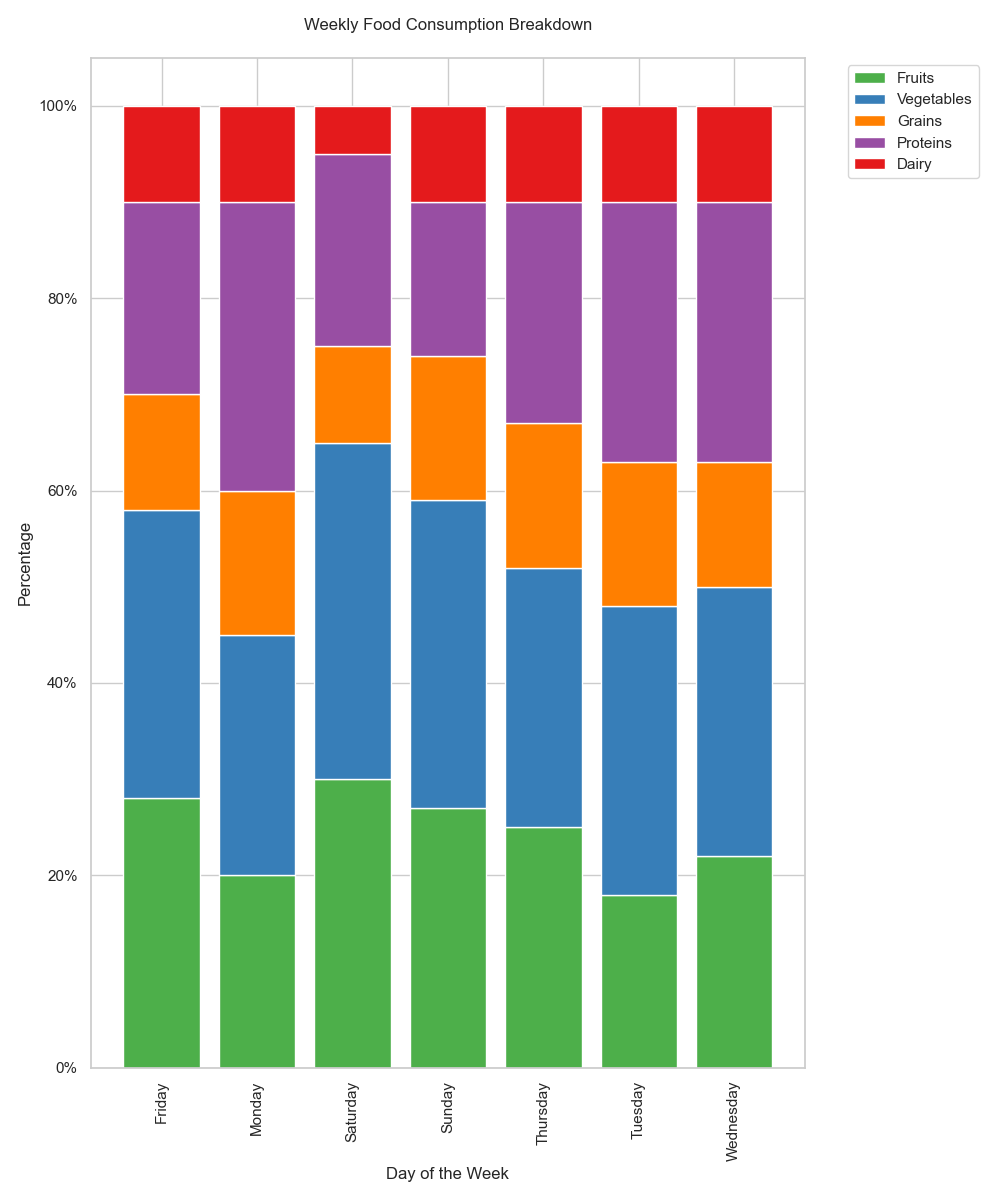 Weekly Food Consumption Breakdown
Fruits
Vegetables
Grains
Proteins
Dairy
100%
80%
60%
40%
20%
0%
Percentage
Friday
Monday
Saturday
Sunday
Thursday
Tuesday
Wednesday
Day of the Week